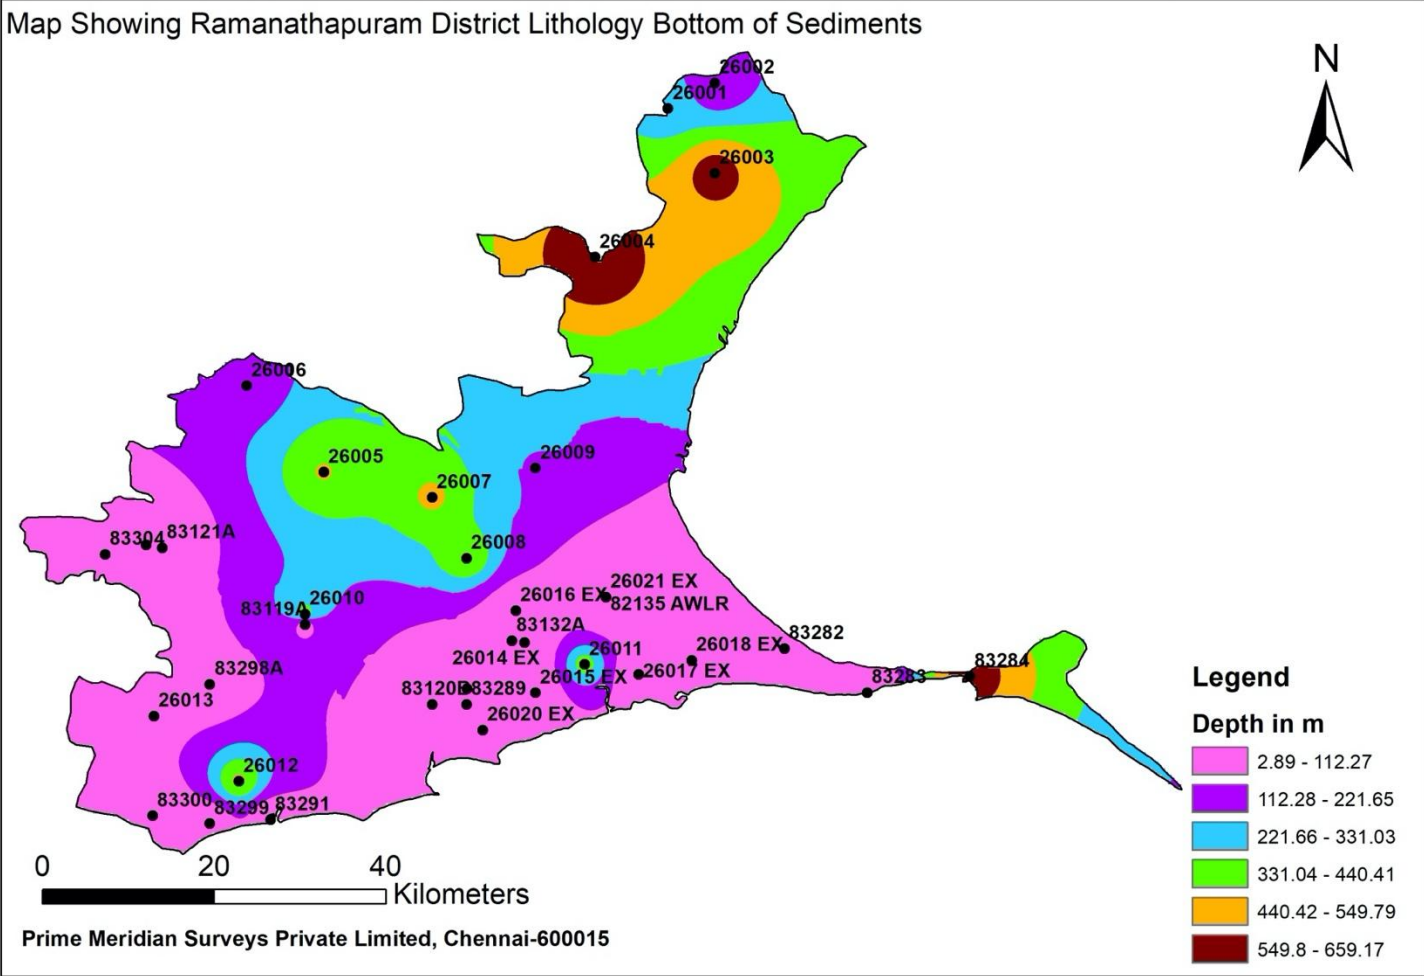 Map Showing Ramanathapuram District Lithology Bottom of Sediments
N
26002
26001
26003
26004
26006
26005
26009
26007
26008
83304 83121A
26010
83119A
26021 EX
26016 EX
82135 AWLR
83132A
26018 EX
83282
26014 EX
26011
83298A
26015 EX
26017 EX
83283
83284
26013
83120B
83289
26020 EX
26012
83300
83299
83291
0 20 40
Kilometers
Prime Meridian Surveys Private Limited, Chennai-600015
Legend
Depth in m
2.89 - 112.27
112.28 - 221.65
221.66 - 331.03
331.04 - 440.41
440.42 - 549.79
549.8 - 659.17